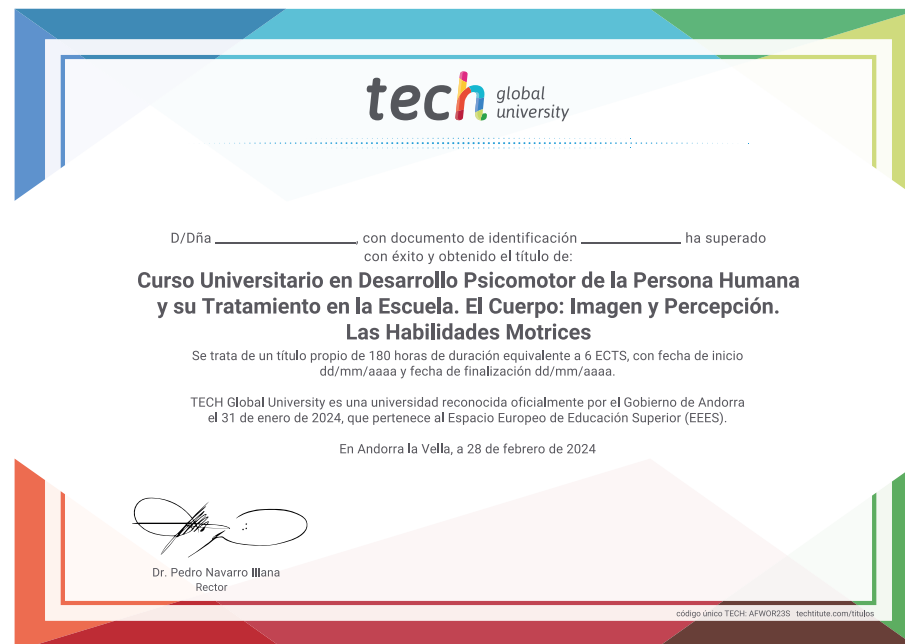 tech global university
D/Dña ______________, con documento de identificación __________ ha superado
con éxito y obtenido el título de:
Curso Universitario en Desarrollo Psicomotor de la Persona Humana
y su Tratamiento en la Escuela. El Cuerpo: Imagen y Percepción.
Las Habilidades Motrices
Se trata de un título propio de 180 horas de duración equivalente a 6 ECTS, con fecha de inicio
dd/mm/aaaa y fecha de finalización dd/mm/aaaa.
TECH Global University es una universidad reconocida oficialmente por el Gobierno de Andorra
el 31 de enero de 2024, que pertenece al Espacio Europeo de Educación Superior (EEES).
En Andorra la Vella, a 28 de febrero de 2024
Dr. Pedro Navarro Illana
Rector
código único TECH: AFWOR23S techtitute.com/titulos